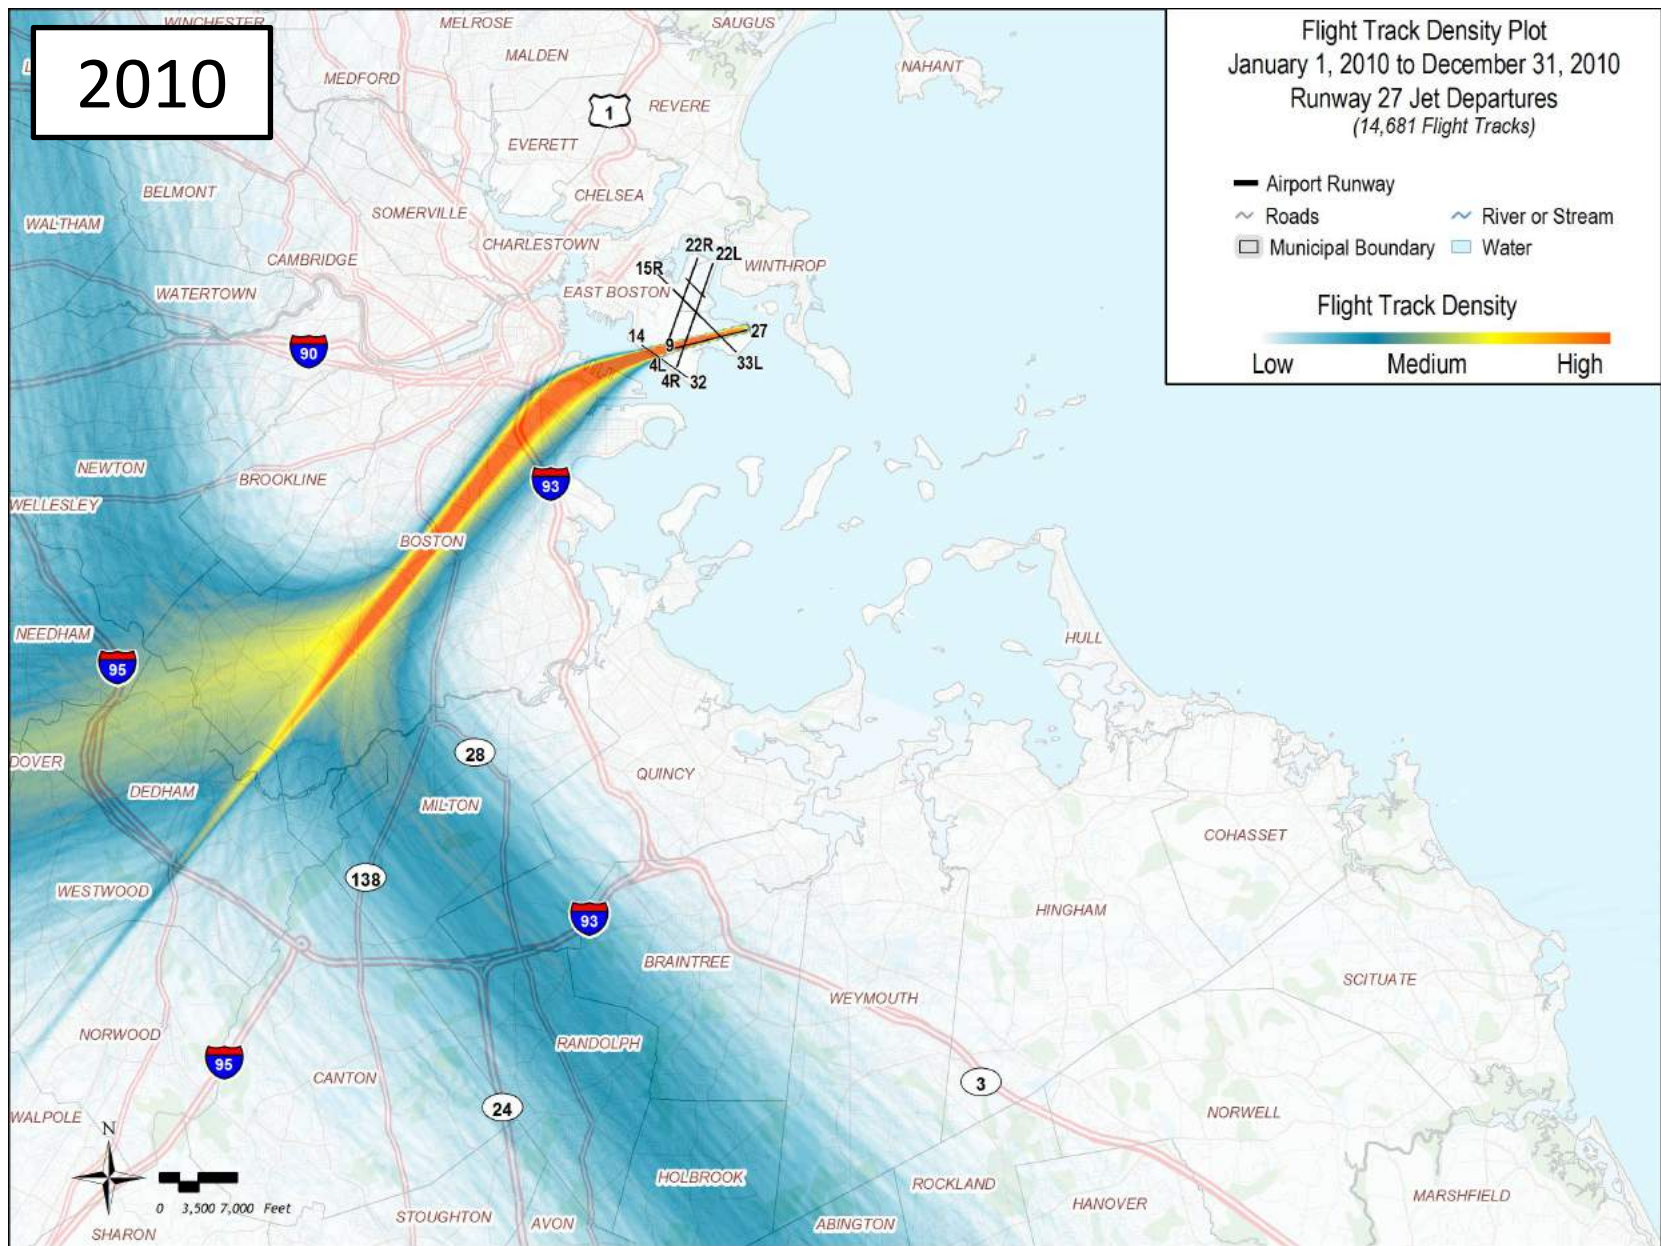 2010
Flight Track Density Plot
January 1, 2010 to December 31, 2010
Runway 27 Jet Departures
(14,681 Flight Tracks)
Airport Runway
Roads
River or Stream
Municipal Boundary
Water
Flight Track Density
Low
Medium
High
WINCHESTER
MELROSE
SAUGUS
MALDEN
NAHANT
MEDFORD
REVERE
1
EVERETT
BELMONT
CHELSEA
SOMERVILLE
WALTHAM
CHARLESTOWN
22R
22L
CAMBRIDGE
15R
WINTHROP
WATERTOWN
EAST BOSTON
14
9
27
90
4L
33L
4R
32
NEWTON
BROOKLINE
93
WELLESLEY
BOSTON
NEEDHAM
HULL
95
28
DOVER
QUINCY
DEDHAM
MILTON
COHASSET
138
WESTWOOD
HINGHAM
93
BRAINTREE
SCITUATE
WEYMOUTH
NORWOOD
RANDOLPH
95
CANTON
3
24
WALPOLE
NORWELL
N
HOLBROOK
ROCKLAND
MARSHFIELD
HANOVER
0 3,500 7,000 Feet
STOUGHTON
AVON
ABINGTON
SHARON